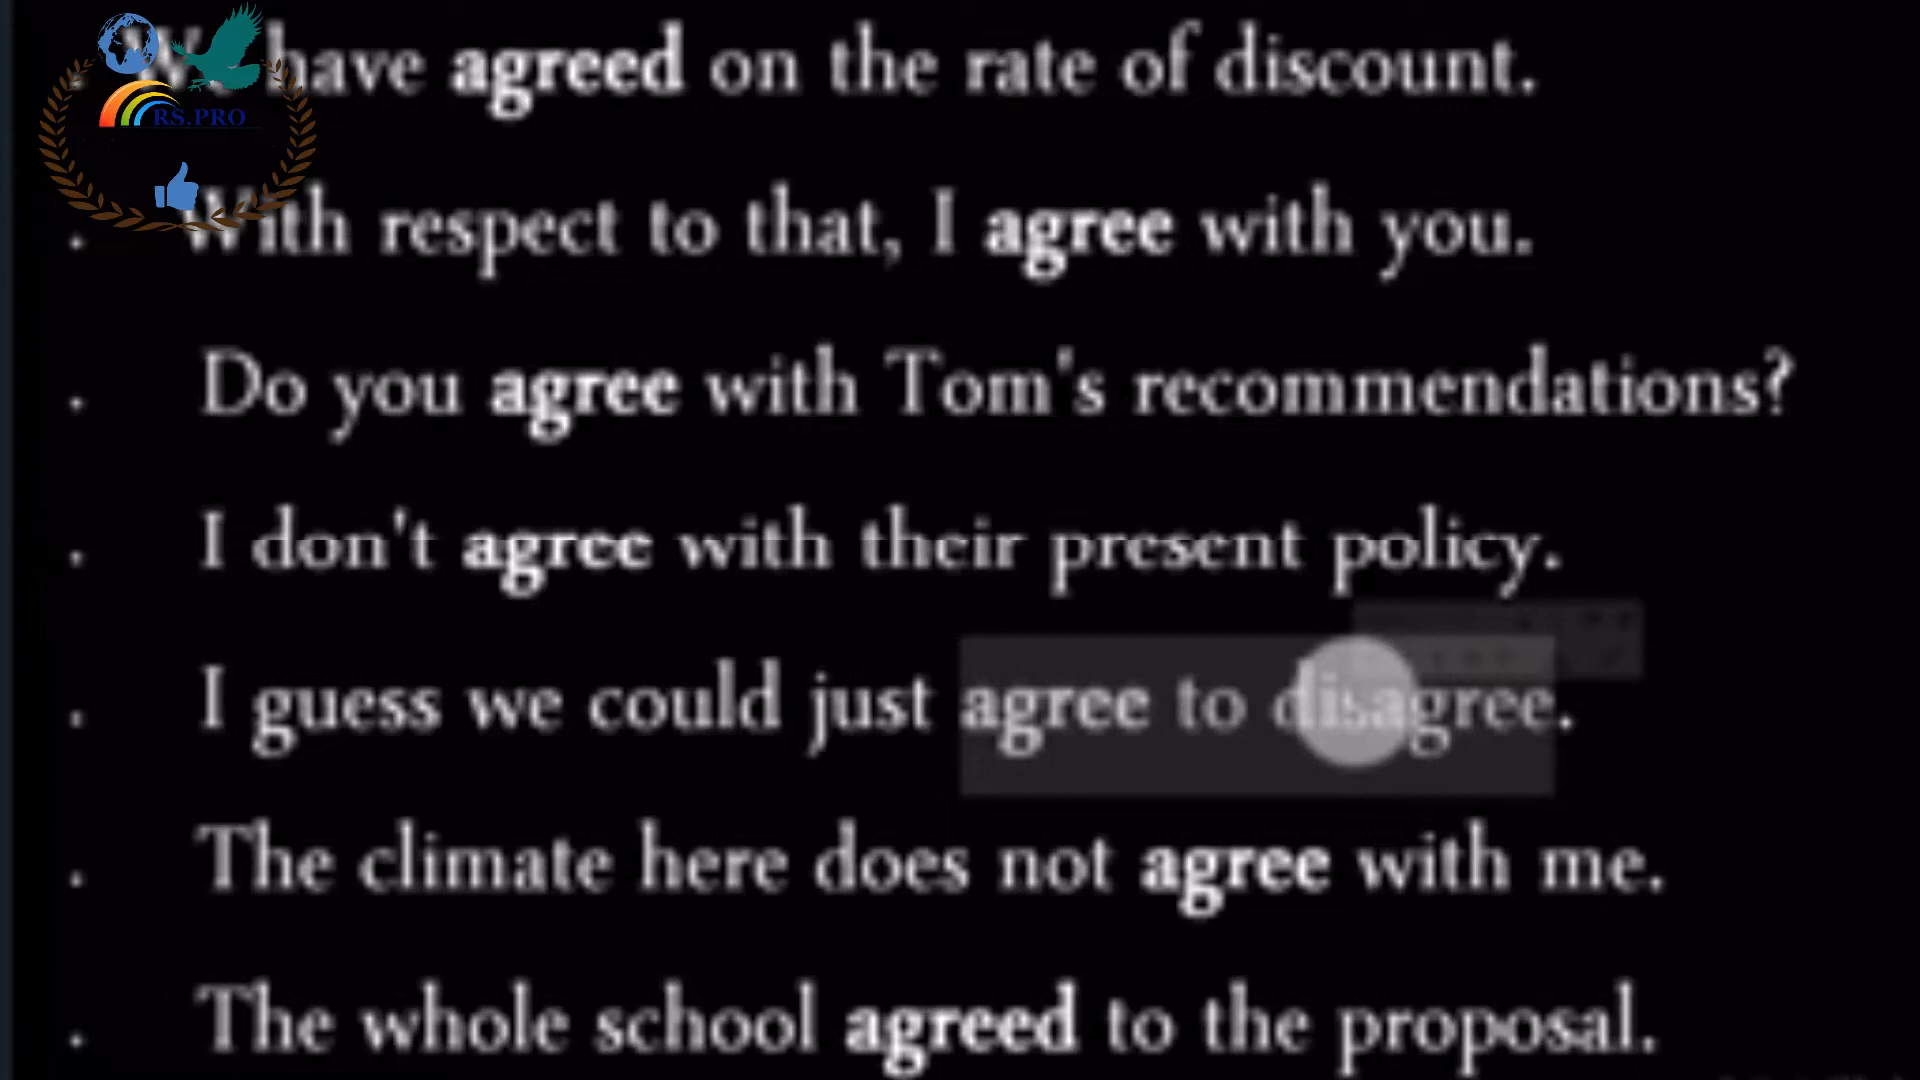 We have agreed on the rate of discount.
RS.PRO
. With respect to that, I agree with you.
. Do you agree with Tom's recommendations?
. I don't agree with their present policy.
. I guess we could just agree to disagree.
. The climate here does not agree with me.
. The whole school agreed to the proposal.